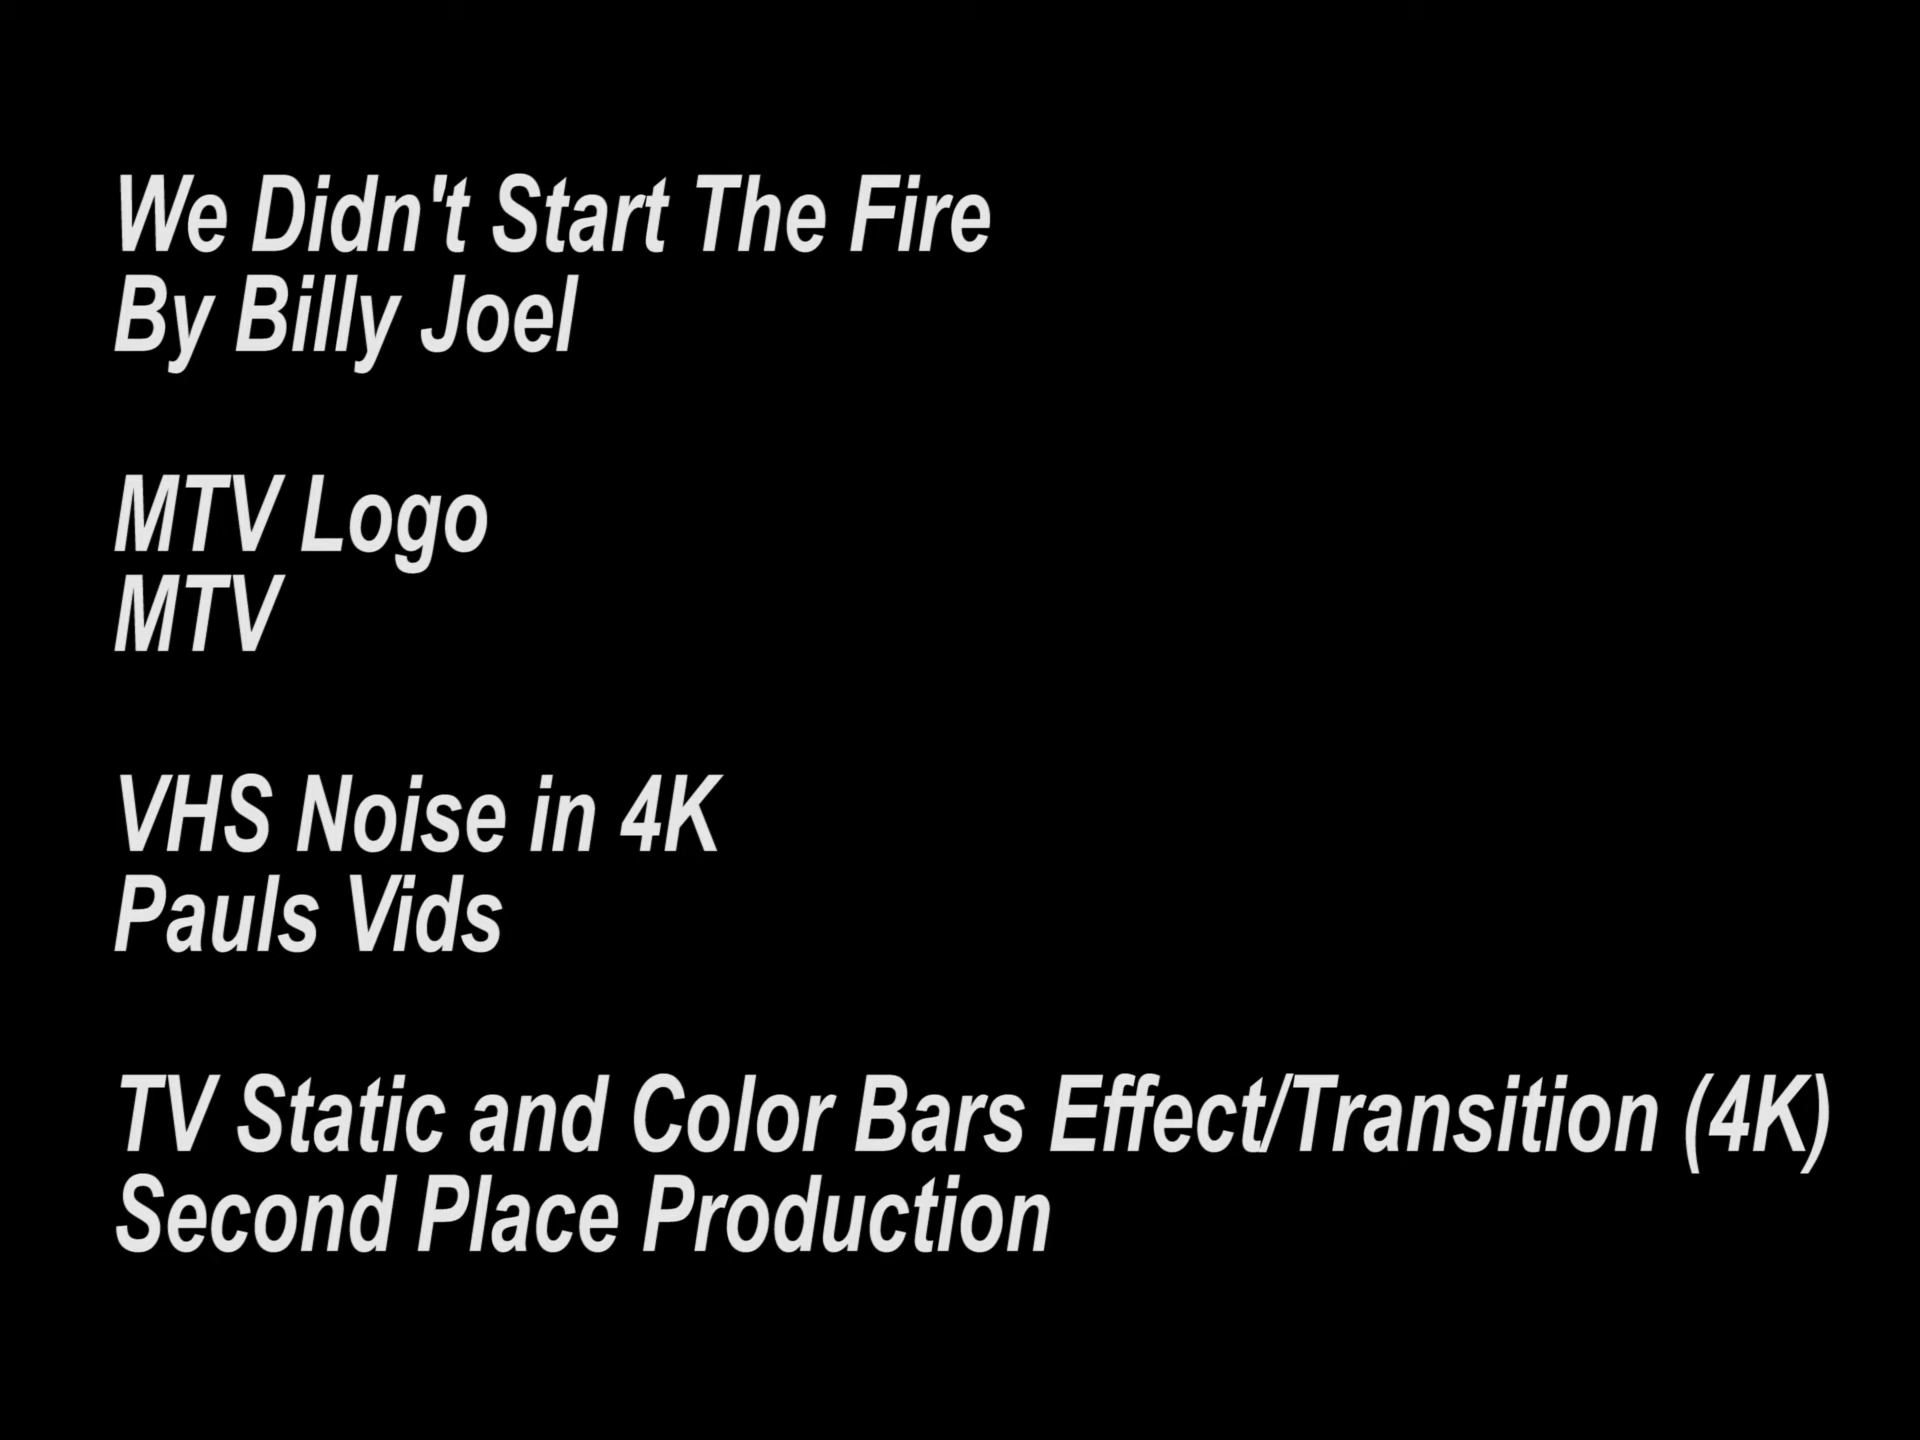 We Didn't Start The Fire
By Billy Joel
MTV Logo
MTV
VHS Noise in 4K
Pauls Vids
TV Static and Color Bars Effect/Transition (4K)
Second Place Production